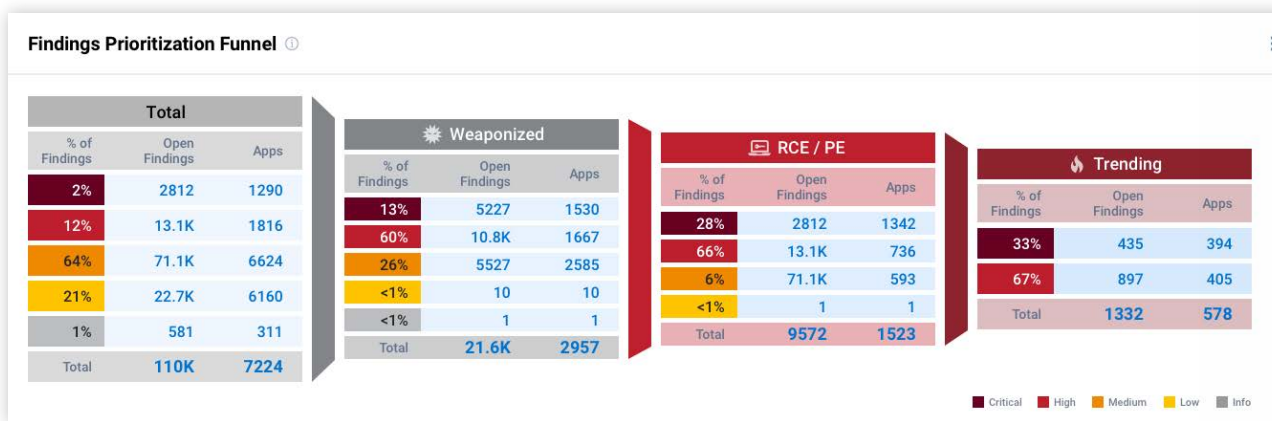 Findings Prioritization Funnel
Total
% of Findings Open Findings Apps
2% 2812 1290
12% 13.1K 1816
64% 71.1K 6624
21% 22.7K 6160
1% 581 311
Total 110K 7224
Weaponized
% of Findings Open Findings Apps
13% 5227 1530
60% 10.8K 1667
26% 5527 2585
<1% 10 10
<1% 1 1
Total 21.6K 2957
RCE / PE
% of Findings Open Findings Apps
28% 2812 1342
66% 13.1K 736
6% 71.1K 593
<1% 1 1
Total 9572 1523
Trending
% of Findings Open Findings Apps
33% 435 394
67% 897 405
Total 1332 578
Critical High Medium Low Info